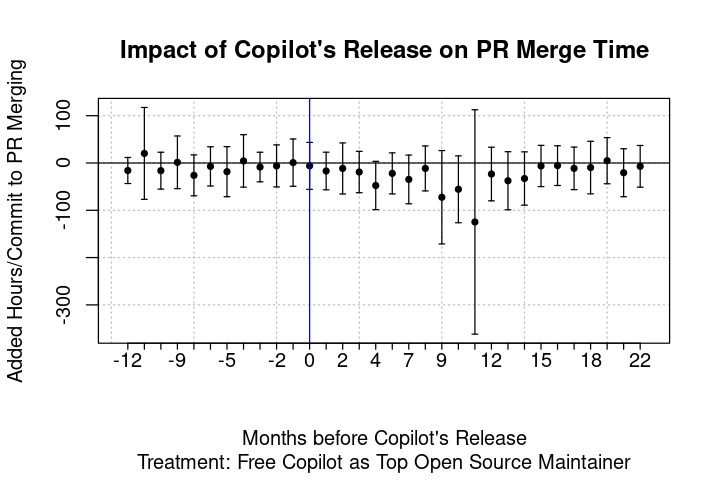 Impact of Copilot's Release on PR Merge Time
Added Hours/Commit to PR Merging
100
0
-100
-300
-12 -9 -5 -2 0 2 4 7 9 12 15 18 22
Months before Copilot's Release
Treatment: Free Copilot as Top Open Source Maintainer